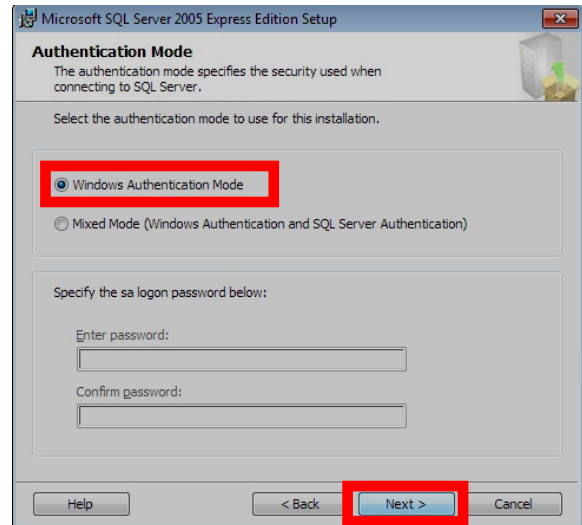 Microsoft SQL Server 2005 Express Edition Setup
Authentication Mode
The authentication mode specifies the security used when
connecting to SQL Server.
Select the authentication mode to use for this installation.
Windows Authentication Mode
Mixed Mode (Windows Authentication and SQL Server Authentication)
Specify the sa logon password below:
Enter password:
Confirm password:
Help < Back Next > Cancel